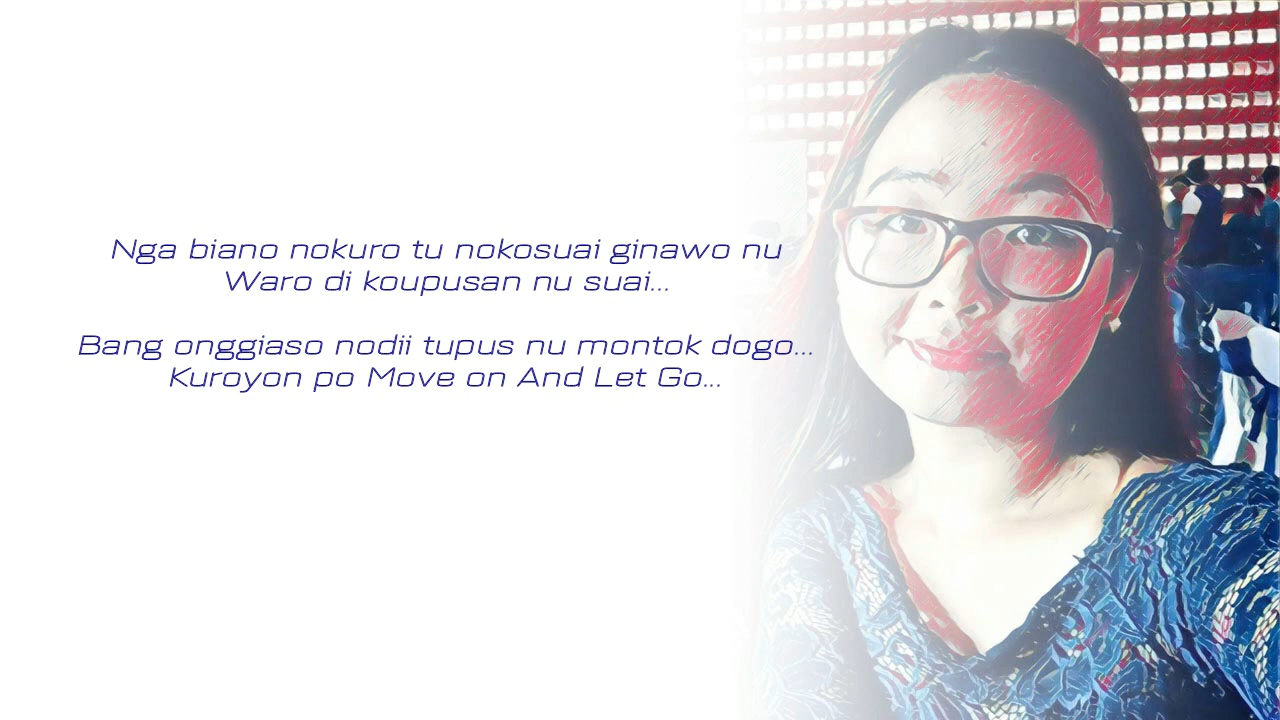 Nga biano nokuro tu nokosuai ginawo nu
Waro di koupusan nu suai...
Bang onggiaso nodii tupus nu montok dogo...
Kuroyon po Move on And Let Go...